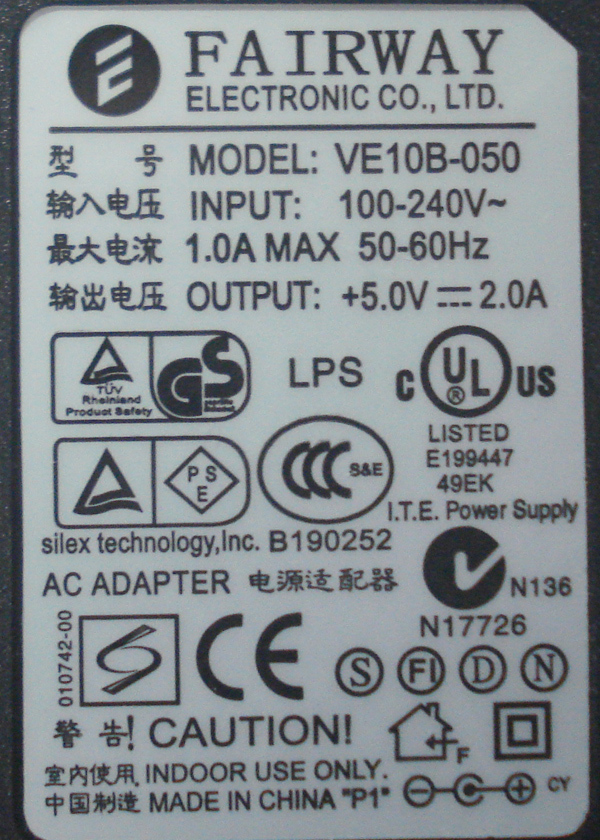 FAIRWAY
ELECTRONIC CO., LTD.
型 号 MODEL: VE10B-050
输入电压 INPUT: 100-240V~
最大电流 1.0A MAX 50-60Hz
输出电压 OUTPUT: +5.0V ⎓ 2.0A
TÜV
Rheinland
Product Safety
GS
LPS
C UL® US
LISTED
E199447
49EK
I.T.E. Power Supply
PSE
CCC S&E
silex technology,Inc. B190252
AC ADAPTER 电源适配器
N136
N17726
010742-00
S
CE
S FI D N
警 告! CAUTION!
F
室内使用 INDOOR USE ONLY.
中国制造 MADE IN CHINA "P1"
CY